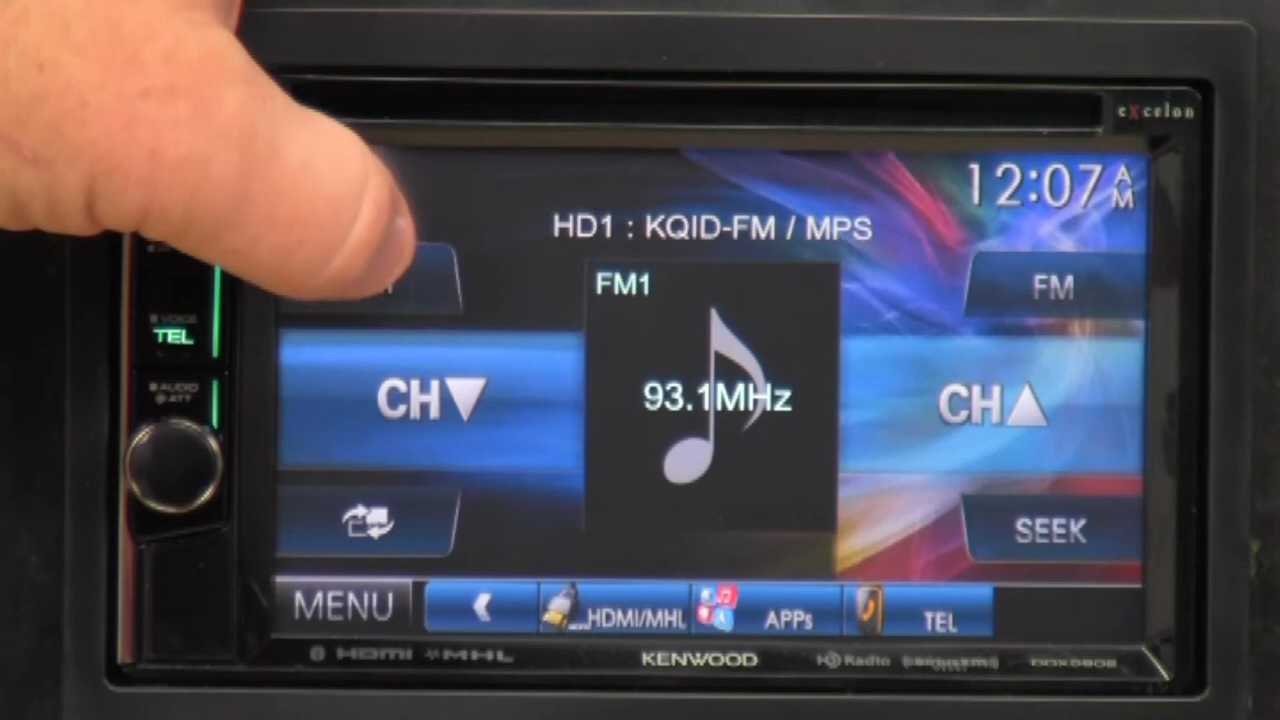 excelon
12:07 AM
HD1 : KQID-FM / MPS
FM1
FM
VOICE
TEL
AUDIO
ATT
CH
93.1MHz
CH
SEEK
MENU
HDMI/MHL
APPs
TEL
HDMI
MHL
KENWOOD
HD Radio